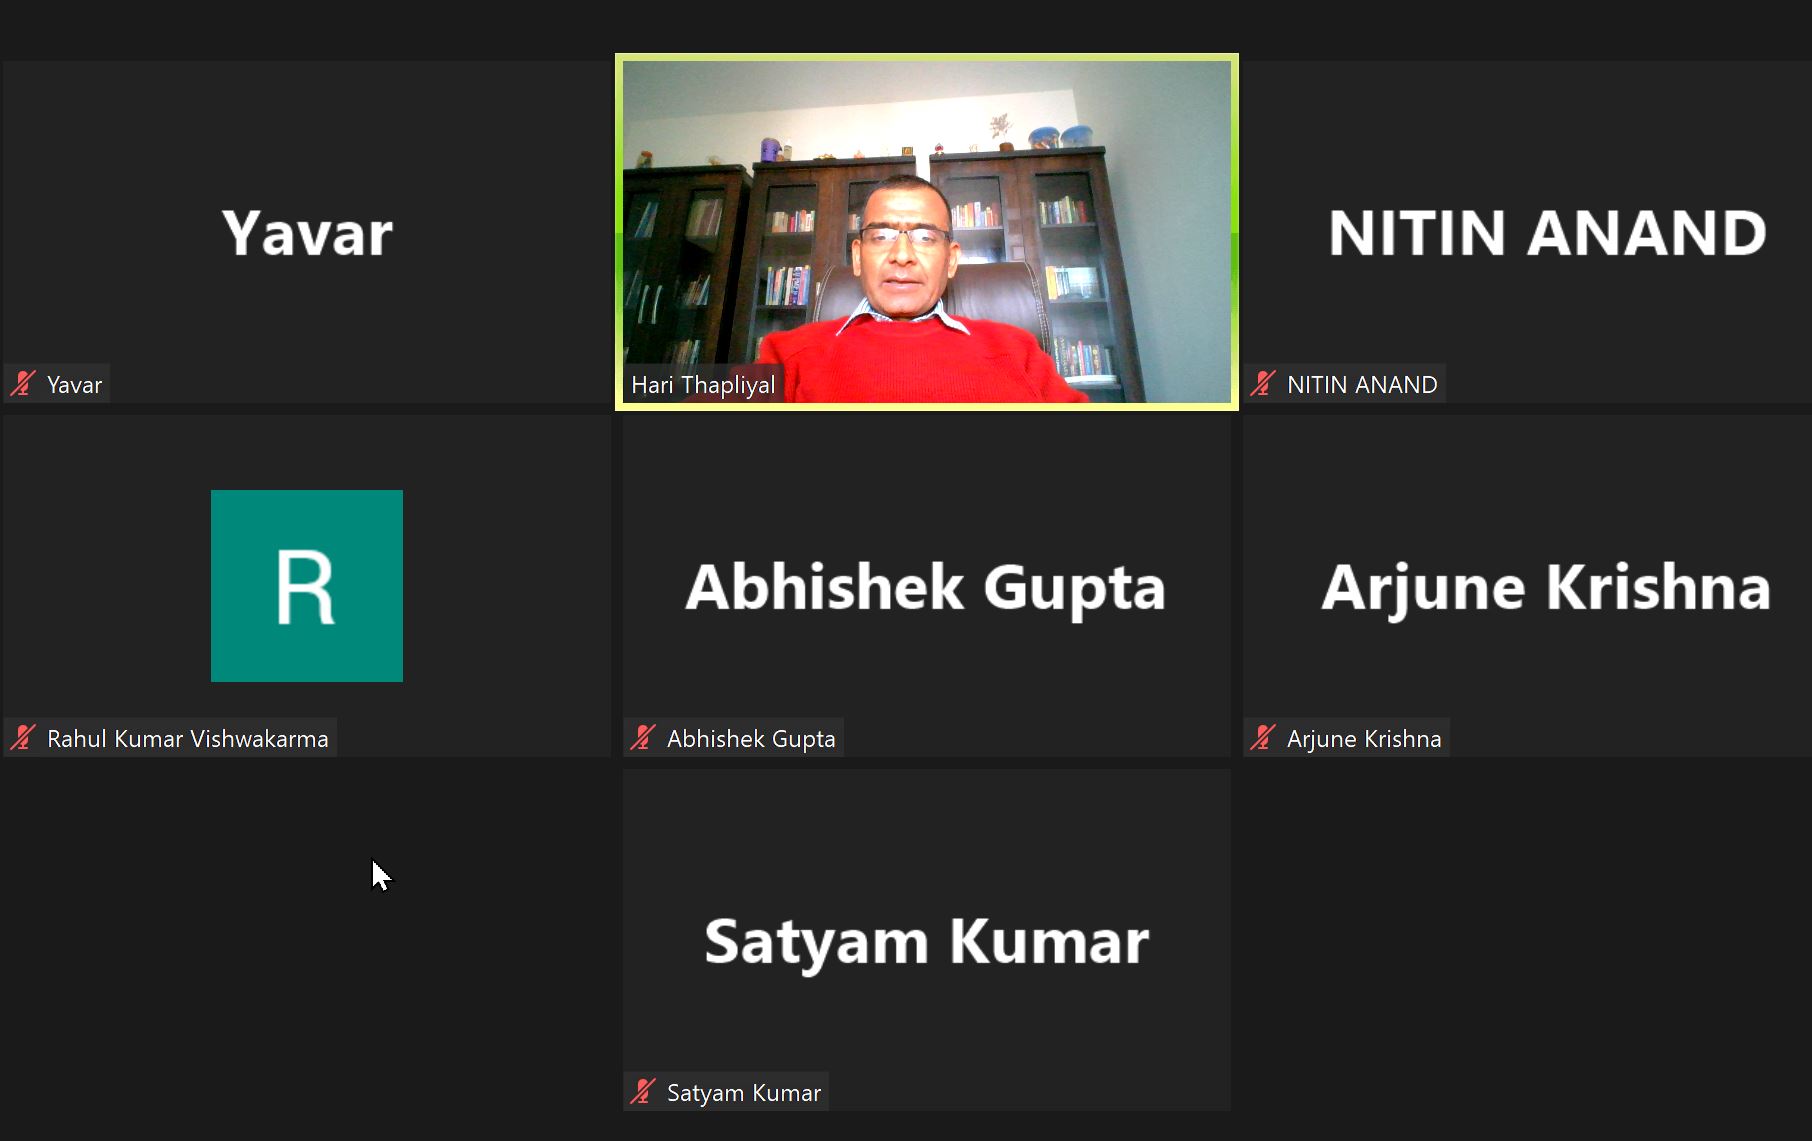 Yavar
Yavar
Hari Thapliyal
NITIN ANAND
NITIN ANAND
R
Rahul Kumar Vishwakarma
Abhishek Gupta
Abhishek Gupta
Arjune Krishna
Arjune Krishna
Satyam Kumar
Satyam Kumar